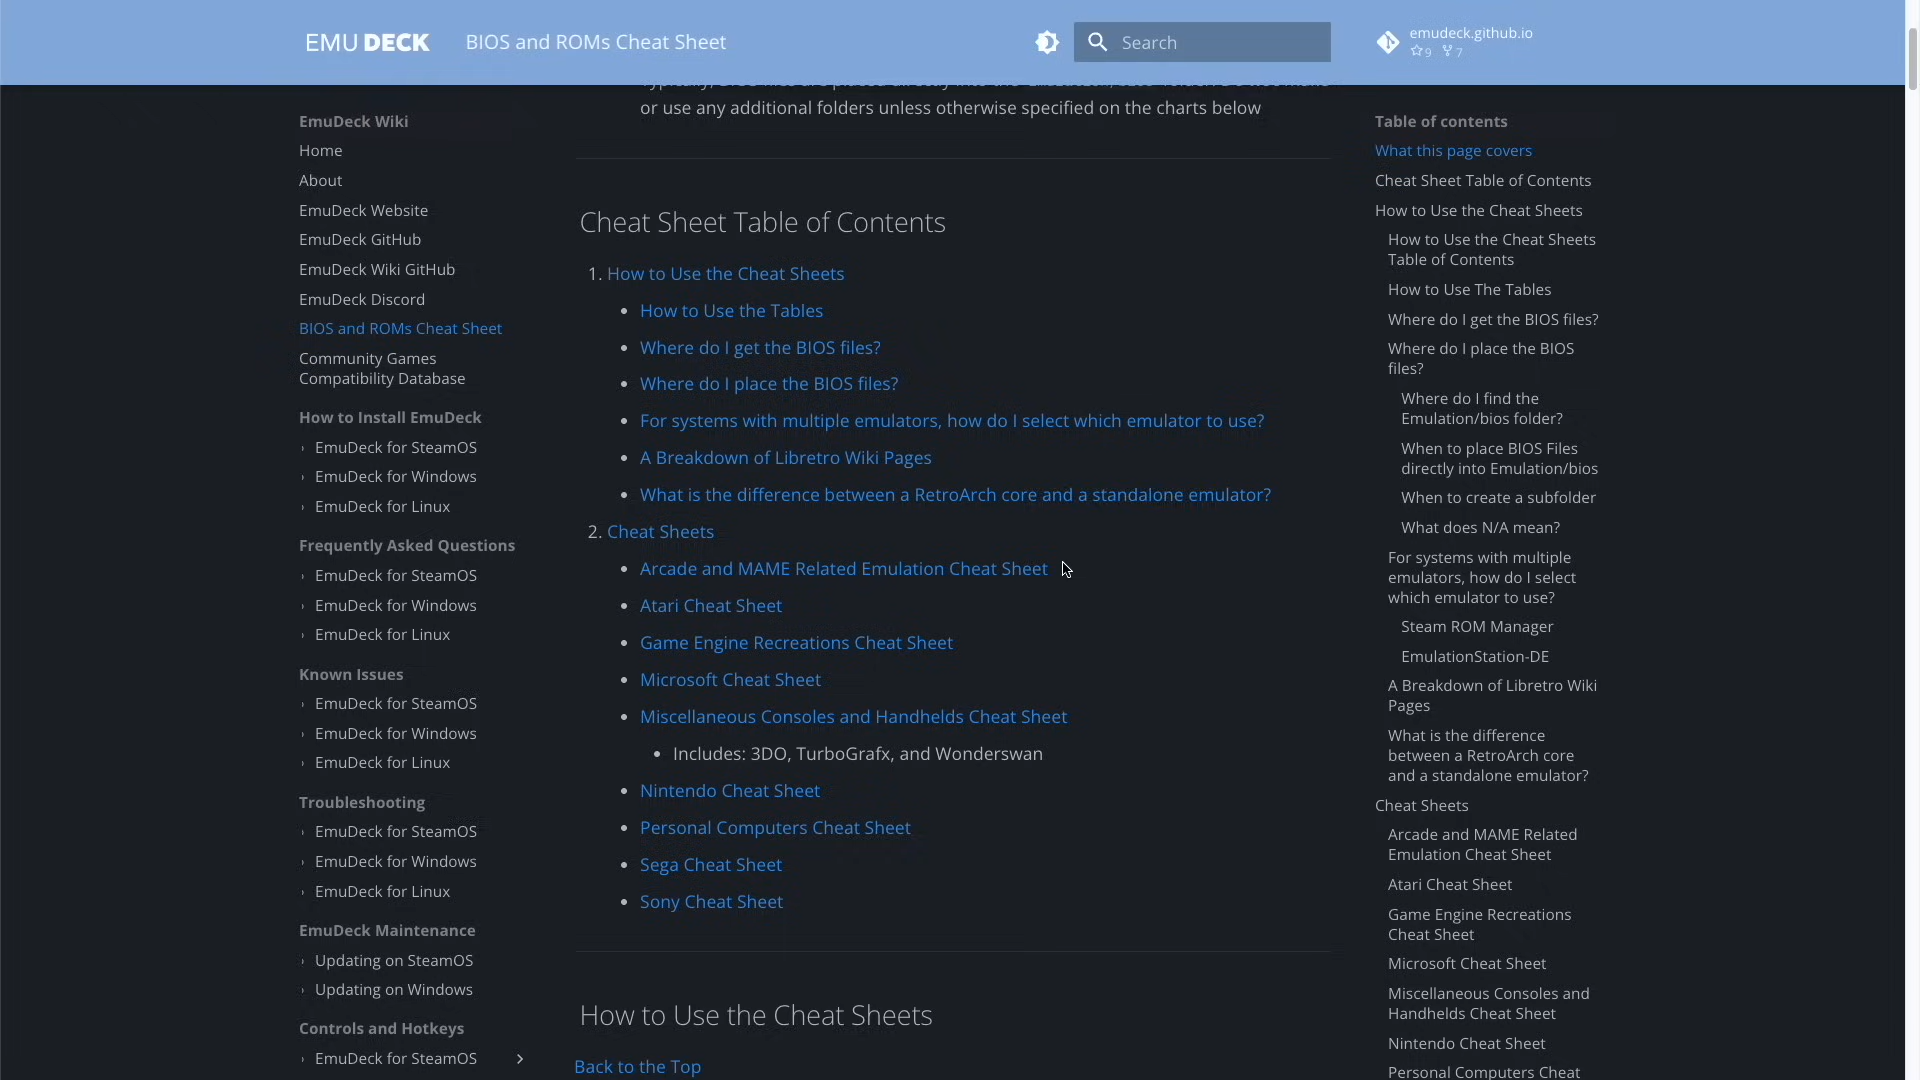 EMU DECK
BIOS and ROMs Cheat Sheet
Search
emudeck.github.io
9 7
EmuDeck Wiki
Home
About
EmuDeck Website
EmuDeck GitHub
EmuDeck Wiki GitHub
EmuDeck Discord
BIOS and ROMs Cheat Sheet
Community Games
Compatibility Database
How to Install EmuDeck
EmuDeck for SteamOS
EmuDeck for Windows
EmuDeck for Linux
Frequently Asked Questions
EmuDeck for SteamOS
EmuDeck for Windows
EmuDeck for Linux
Known Issues
EmuDeck for SteamOS
EmuDeck for Windows
EmuDeck for Linux
Troubleshooting
EmuDeck for SteamOS
EmuDeck for Windows
EmuDeck for Linux
EmuDeck Maintenance
Updating on SteamOS
Updating on Windows
Controls and Hotkeys
EmuDeck for SteamOS
or use any additional folders unless otherwise specified on the charts below
Cheat Sheet Table of Contents
1. How to Use the Cheat Sheets
• How to Use the Tables
• Where do I get the BIOS files?
• Where do I place the BIOS files?
• For systems with multiple emulators, how do I select which emulator to use?
• A Breakdown of Libretro Wiki Pages
• What is the difference between a RetroArch core and a standalone emulator?
2. Cheat Sheets
• Arcade and MAME Related Emulation Cheat Sheet
• Atari Cheat Sheet
• Game Engine Recreations Cheat Sheet
• Microsoft Cheat Sheet
• Miscellaneous Consoles and Handhelds Cheat Sheet
• Includes: 3DO, TurboGrafx, and Wonderswan
• Nintendo Cheat Sheet
• Personal Computers Cheat Sheet
• Sega Cheat Sheet
• Sony Cheat Sheet
How to Use the Cheat Sheets
Back to the Top
Table of contents
What this page covers
Cheat Sheet Table of Contents
How to Use the Cheat Sheets
How to Use the Cheat Sheets
Table of Contents
How to Use The Tables
Where do I get the BIOS files?
Where do I place the BIOS
files?
Where do I find the
Emulation/bios folder?
When to place BIOS Files
directly into Emulation/bios
When to create a subfolder
What does N/A mean?
For systems with multiple
emulators, how do I select
which emulator to use?
Steam ROM Manager
EmulationStation-DE
A Breakdown of Libretro Wiki
Pages
What is the difference
between a RetroArch core
and a standalone emulator?
Cheat Sheets
Arcade and MAME Related
Emulation Cheat Sheet
Atari Cheat Sheet
Game Engine Recreations
Cheat Sheet
Microsoft Cheat Sheet
Miscellaneous Consoles and
Handhelds Cheat Sheet
Nintendo Cheat Sheet
Personal Computers Cheat